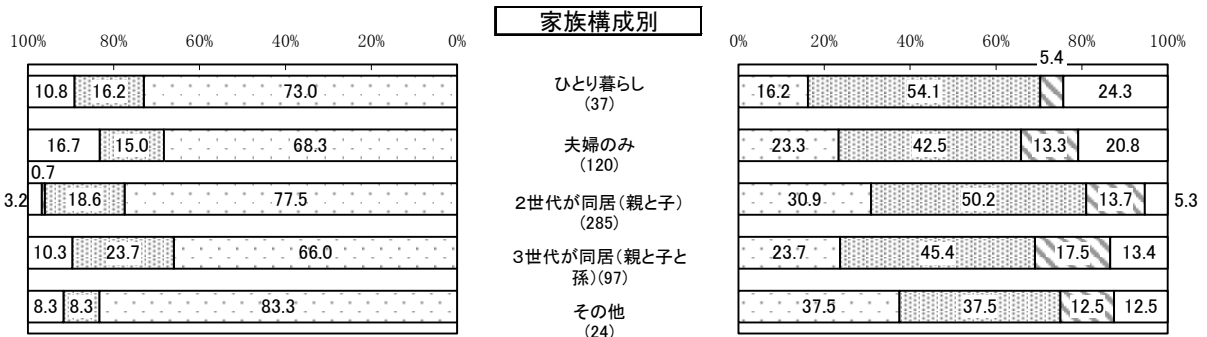 家族構成別
100% 80% 60% 40% 20% 0%
0% 20% 40% 60% 80% 100%
5.4
10.8 16.2 73.0
ひとり暮らし
(37)
16.2 54.1 24.3
16.7 15.0 68.3
夫婦のみ
(120)
23.3 42.5 13.3 20.8
0.7
3.2 18.6 77.5
2世代が同居(親と子)
(285)
30.9 50.2 13.7 5.3
10.3 23.7 66.0
3世代が同居(親と子と
孫)(97)
23.7 45.4 17.5 13.4
8.3 8.3 83.3
その他
(24)
37.5 37.5 12.5 12.5